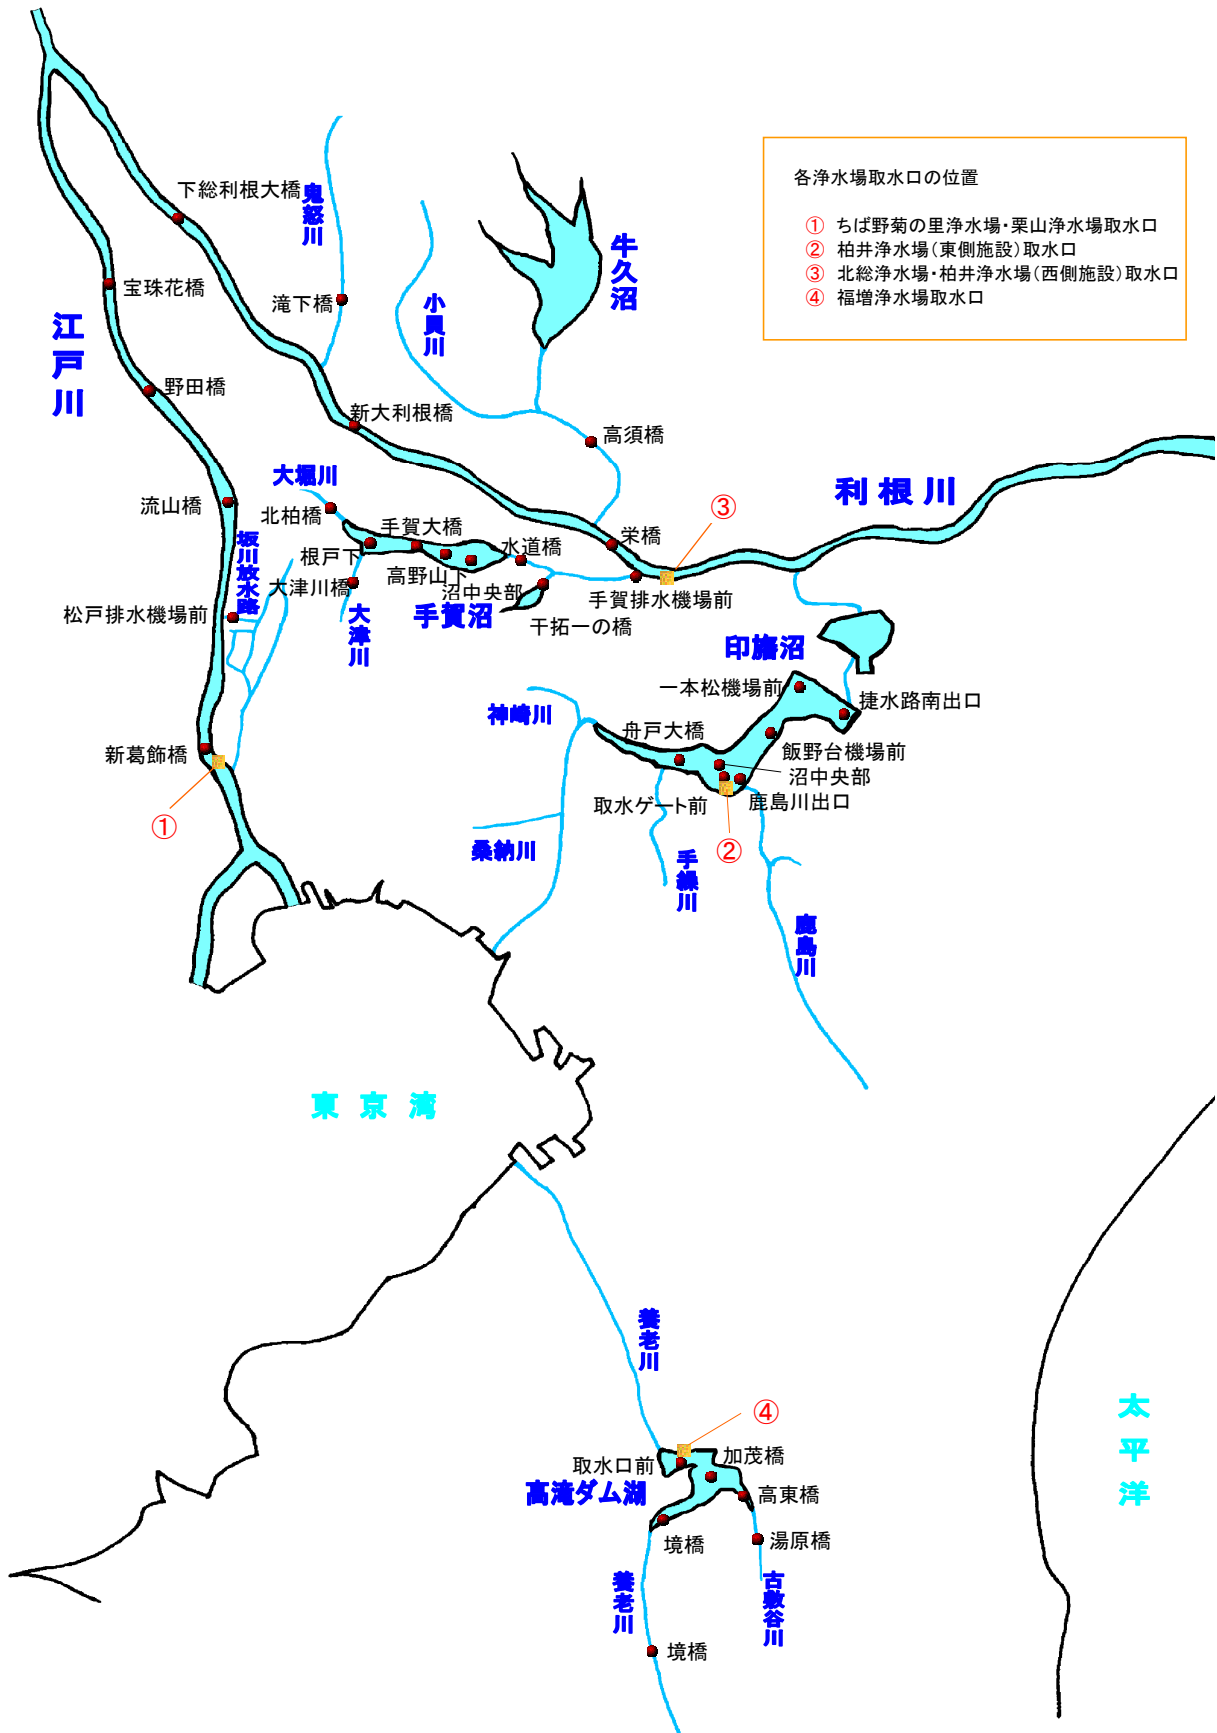 各浄水場取水口の位置
① ちば野菊の里浄水場・栗山浄水場取水口
② 柏井浄水場(東側施設)取水口
③ 北総浄水場・柏井浄水場(西側施設)取水口
④ 福増浄水場取水口
下総利根大橋
鬼怒川
牛久沼
宝珠花橋
滝下橋
小貝川
江戸川
野田橋
新大利根橋
高須橋
大堀川
利根川
流山橋
北柏橋
③
坂川放水路
手賀大橋
水道橋
栄橋
根戸下
高野山下
大津川橋
沼中央部
手賀排水機場前
松戸排水機場前
大津川
手賀沼
干拓一の橋
印旛沼
一本松機場前
捷水路南出口
神崎川
舟戸大橋
新葛飾橋
飯野台機場前
沼中央部
取水ゲート前
鹿島川出口
①
②
桑納川
手繰川
鹿島川
東京湾
養老川
太平洋
④
取水口前
加茂橋
高滝ダム湖
高東橋
境橋
湯原橋
養老川
古敷谷川
境橋